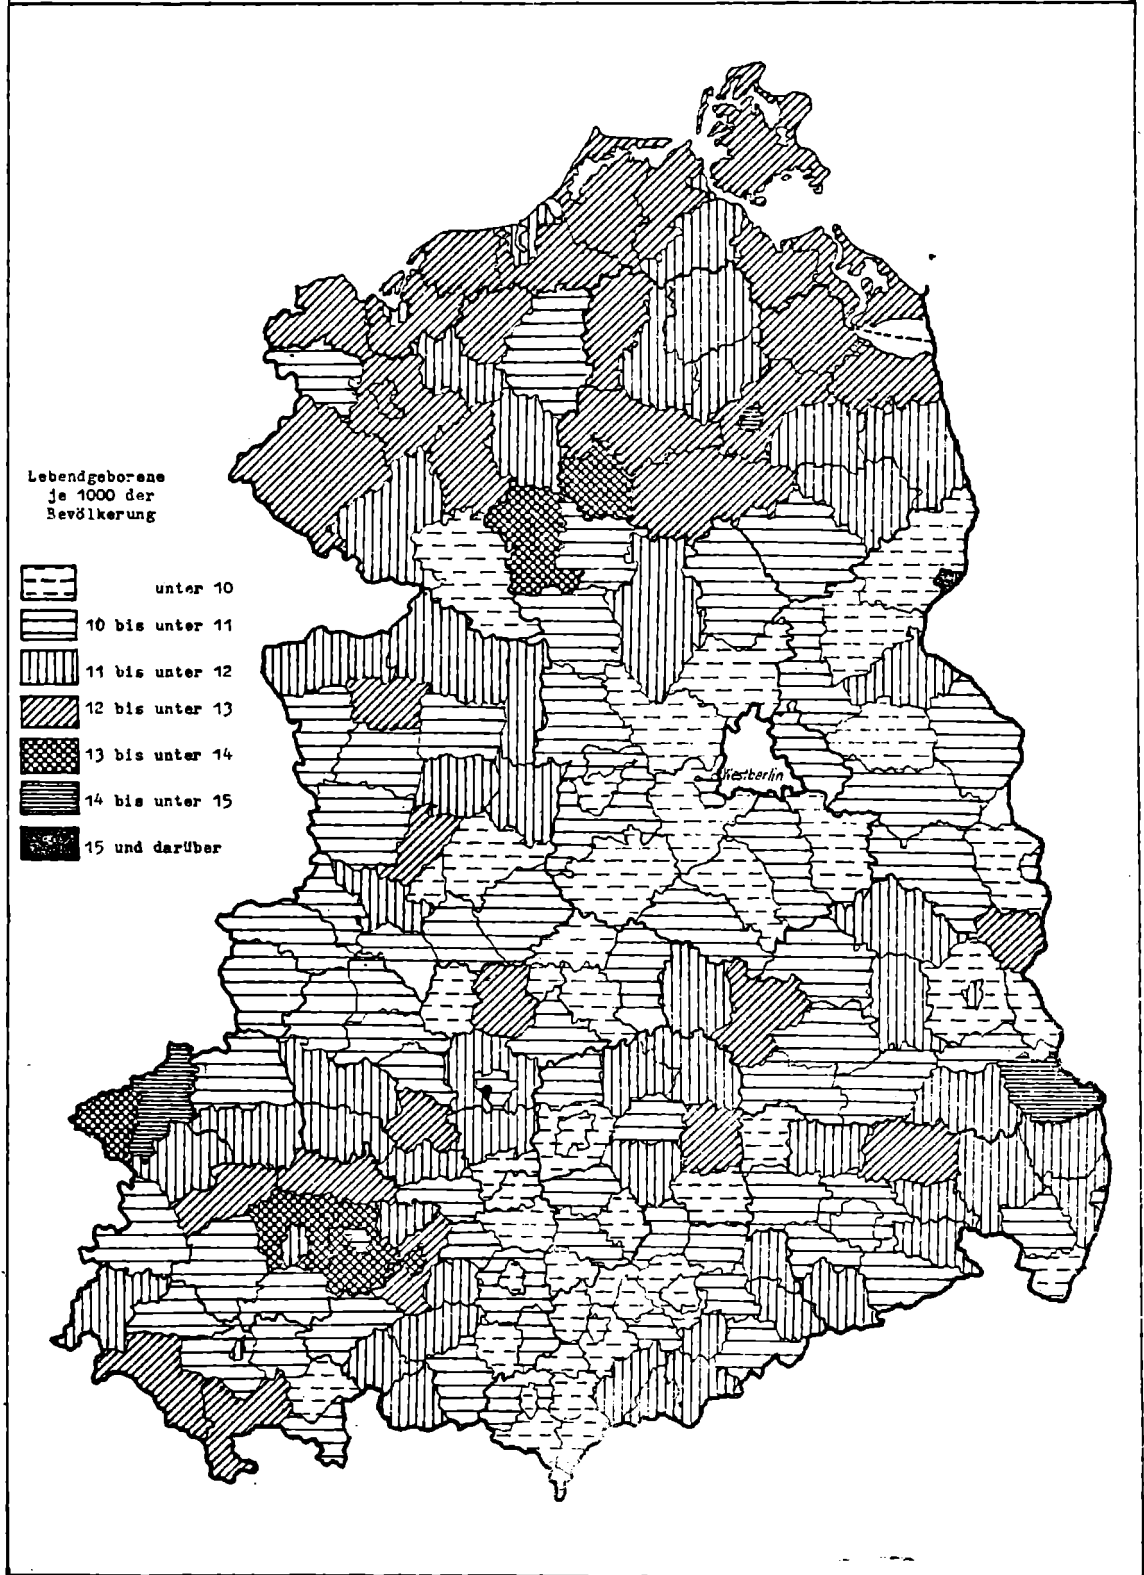 Lebendgeborene
je 1000 der
Bevölkerung
unter 10
10 bis unter 11
11 bis unter 12
12 bis unter 13
13 bis unter 14
14 bis unter 15
15 und darüber
Westberlin